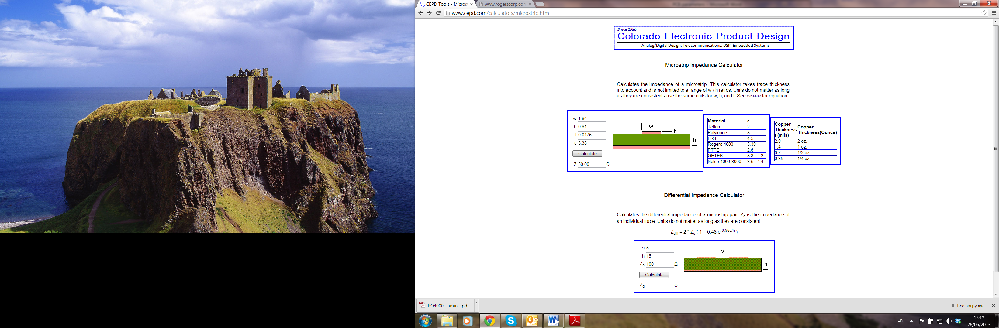 CEPD Tools - Micros
www.rogerscorp.com
www.cepd.com/calculators/microstrip.htm
Since 1996
Colorado Electronic Product Design
Analog/Digital Design, Telecommunications, DSP, Embedded Systems
Microstrip Impedance Calculator
Calculates the impedance of a microstrip. This calculator takes trace thickness
into account and is not limited to a range of w / h ratios. Units do not matter as long
as they are consistent - use the same units for w, h, and t. See Wheeler for equation.
w 1.84
h 0.81
t 0.0175
ε 3.38
Calculate
Z 50.00 Ω
w
t
h
Material ε
Teflon 2
Polyimide 3
FR4 4.5
Rogers 4003 3.38
PTFE 2.6
GETEK 3.8 - 4.2
Nelco 4000-8000 3.5 - 4.4
Copper
Thickness
t (mils)
Copper
Thickness(Ounce)
2.8 2 oz.
1.4 1 oz.
0.7 1/2 oz.
0.35 1/4 oz.
Differential Impedance Calculator
Calculates the differential impedance of a microstrip pair. Zo is the impedance of
an individual trace. Units do not matter as long as they are consistent.
Zdiff = 2 * Zo ( 1 – 0.48 e-0.96s/h )
s 5
h 15
Zo 100 Ω
Calculate
Zd Ω
s
h
RO4000-Lamin....pdf
Все загрузки...
EN
13:12
26/06/2013